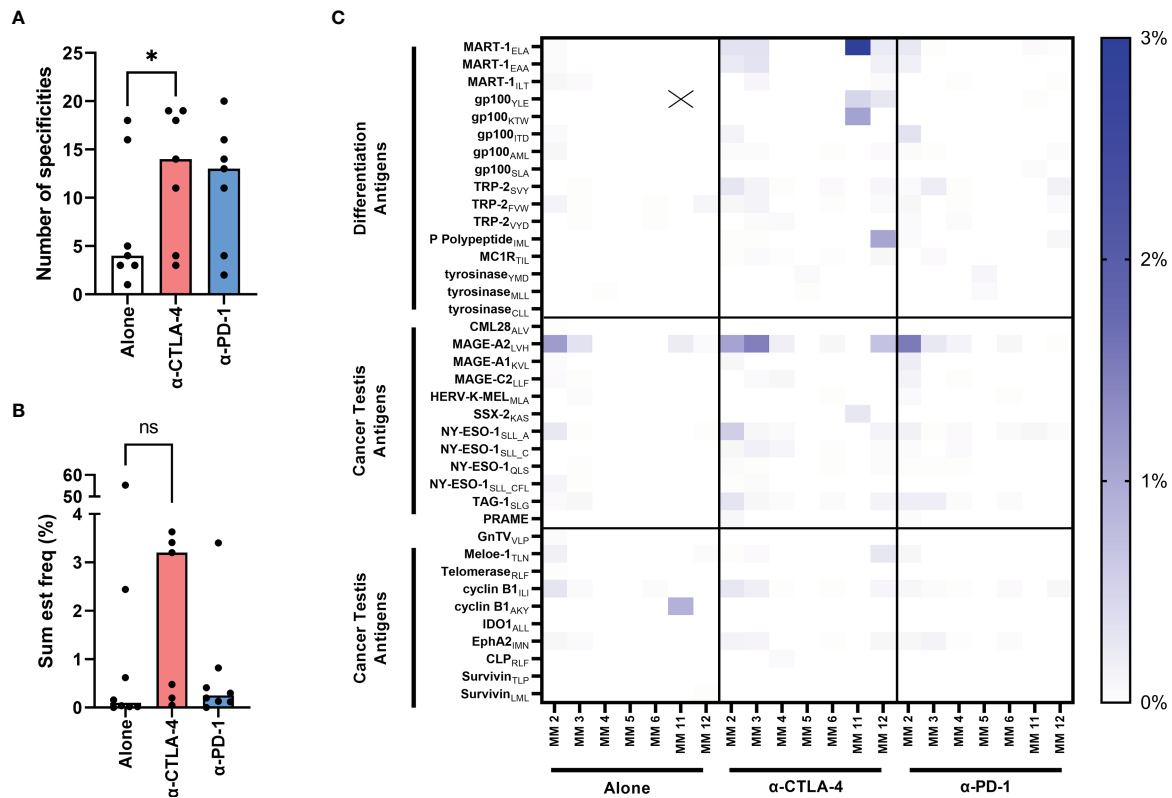 A
Number of specificities
25
20
15
10
5
0
*
Alone
α-CTLA-4
α-PD-1
B
Sum est freq (%)
60
50
4
3
2
1
0
ns
Alone
α-CTLA-4
α-PD-1
C
Differentiation
Antigens
MART-1ELA
MART-1EAA
MART-1ILT
gp100YLE
gp100KTW
gp100ITD
gp100AML
gp100SLA
TRP-2SVY
TRP-2FVW
TRP-2VYD
P PolypeptideIML
MC1RTIL
tyrosinaseYMD
tyrosinaseMLL
tyrosinaseCLL
Cancer Testis
Antigens
CML28ALV
MAGE-A2LVH
MAGE-A1KVL
MAGE-C2LLF
HERV-K-MELMLA
SSX-2KAS
NY-ESO-1SLL_A
NY-ESO-1SLL_C
NY-ESO-1QLS
NY-ESO-1SLL_CFL
TAG-1SLG
PRAME
Cancer Testis
Antigens
GnTVVLP
Meloe-1TLN
TelomeraseRLF
cyclin B1ILI
cyclin B1AKY
IDO1ALL
EphA2IMN
CLPRLF
SurvivinTLP
SurvivinLML
MM 2
MM 3
MM 4
MM 5
MM 6
MM 11
MM 12
MM 2
MM 3
MM 4
MM 5
MM 6
MM 11
MM 12
MM 2
MM 3
MM 4
MM 5
MM 6
MM 11
MM 12
Alone
α-CTLA-4
α-PD-1
3%
2%
1%
0%